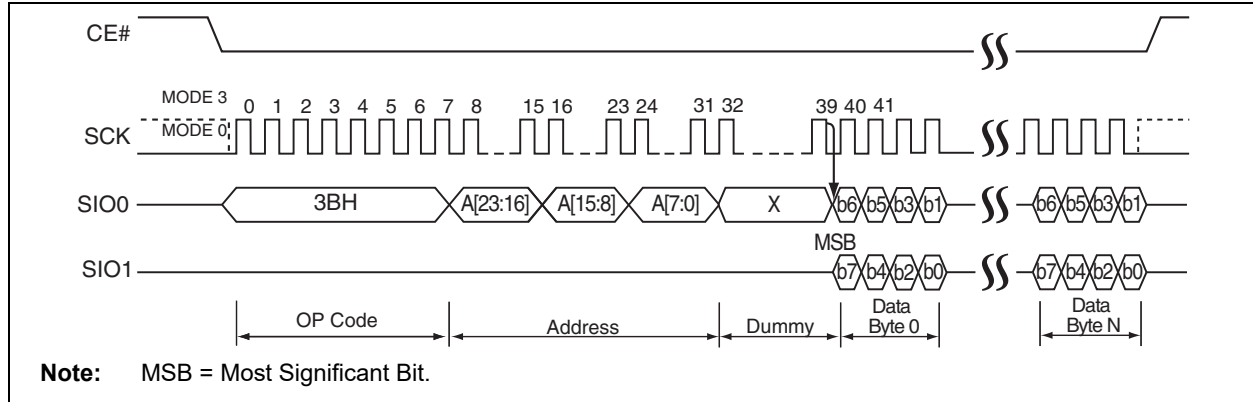 CE#
MODE 3
0 1 2 3 4 5 6 7 8 15 16 23 24 31 32 39 40 41
SCK MODE 0
SIO0 3BH A[23:16] A[15:8] A[7:0] X b6 b5 b3 b1 b6 b5 b3 b1
MSB
SIO1 b7 b4 b2 b0 b7 b4 b2 b0
OP Code Address Dummy Data Byte 0 Data Byte N
Note: MSB = Most Significant Bit.